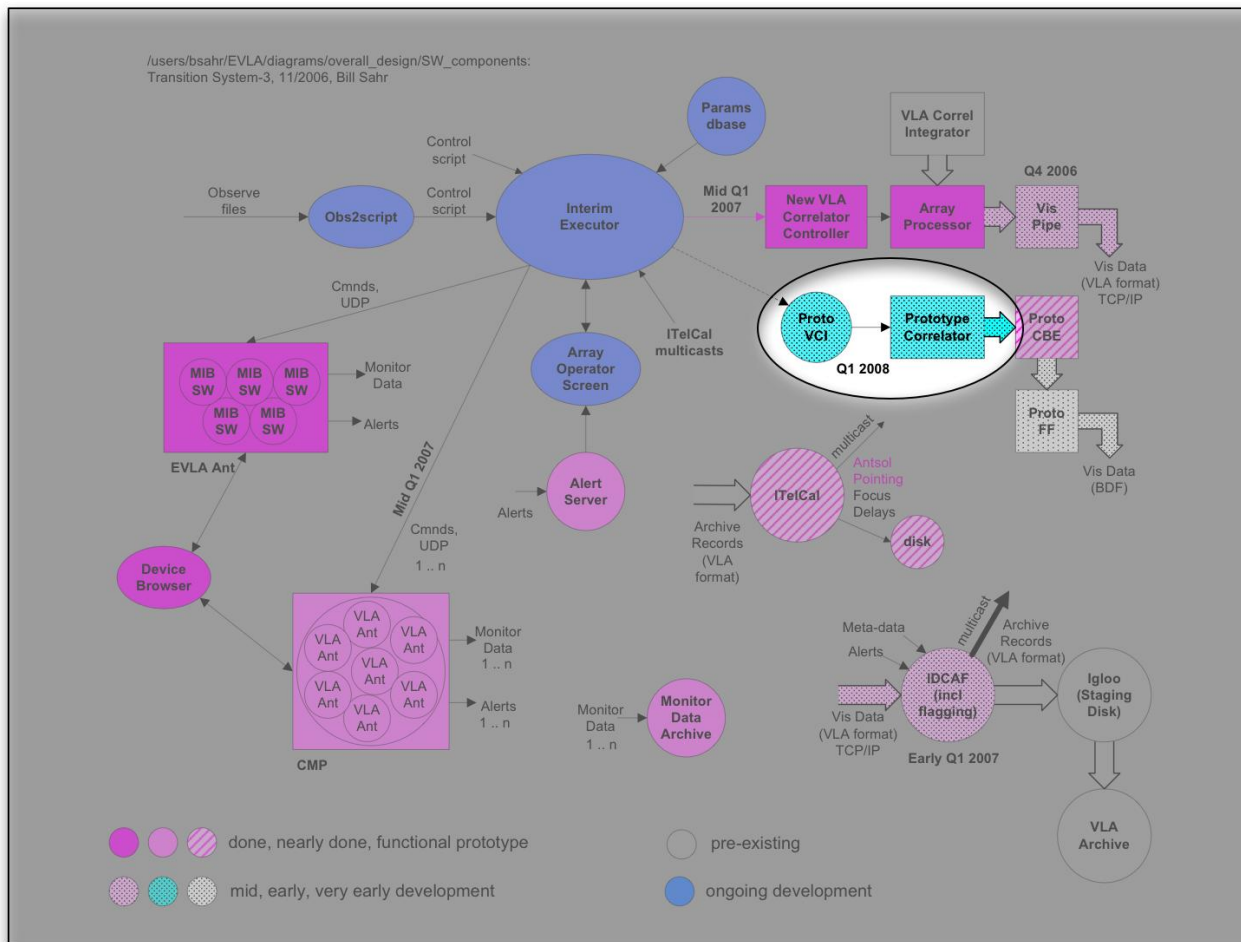 /users/bsahr/EVLA/diagrams/overall_design/SW_components:
Transition System-3, 11/2006, Bill Sahr
Params
dbase
VLA Correl
Integrator
Control
script
Observe
files
Obs2script
Control
script
Interim
Executor
Mid Q1
2007
New VLA
Correlator
Controller
Array
Processor
Q4 2006
Vis
Pipe
Vis Data
(VLA format)
TCP/IP
Cmnds,
UDP
ITelCal
multicasts
Proto
VCI
Prototype
Correlator
Q1 2008
Proto
CBE
Proto
FF
Vis Data
(BDF)
Array
Operator
Screen
MIB
SW
MIB
SW
MIB
SW
MIB
SW
MIB
SW
Monitor
Data
Alerts
EVLA Ant
Mid Q1 2007
Alerts
Alert
Server
Archive
Records
(VLA
format)
ITelCal
multicast
Antsol
Pointing
Focus
Delays
disk
Cmnds,
UDP
1 .. n
Device
Browser
VLA
Ant
VLA
Ant
VLA
Ant
VLA
Ant
VLA
Ant
VLA
Ant
VLA
Ant
CMP
Monitor
Data
1 .. n
Alerts
1 .. n
Monitor
Data
1 .. n
Monitor
Data
Archive
Meta-data
Alerts
multicast
Archive
Records
(VLA format)
Vis Data
(VLA format)
TCP/IP
IDCAF
(incl
flagging)
Early Q1 2007
Igloo
(Staging
Disk)
VLA
Archive
done, nearly done, functional prototype
pre-existing
mid, early, very early development
ongoing development